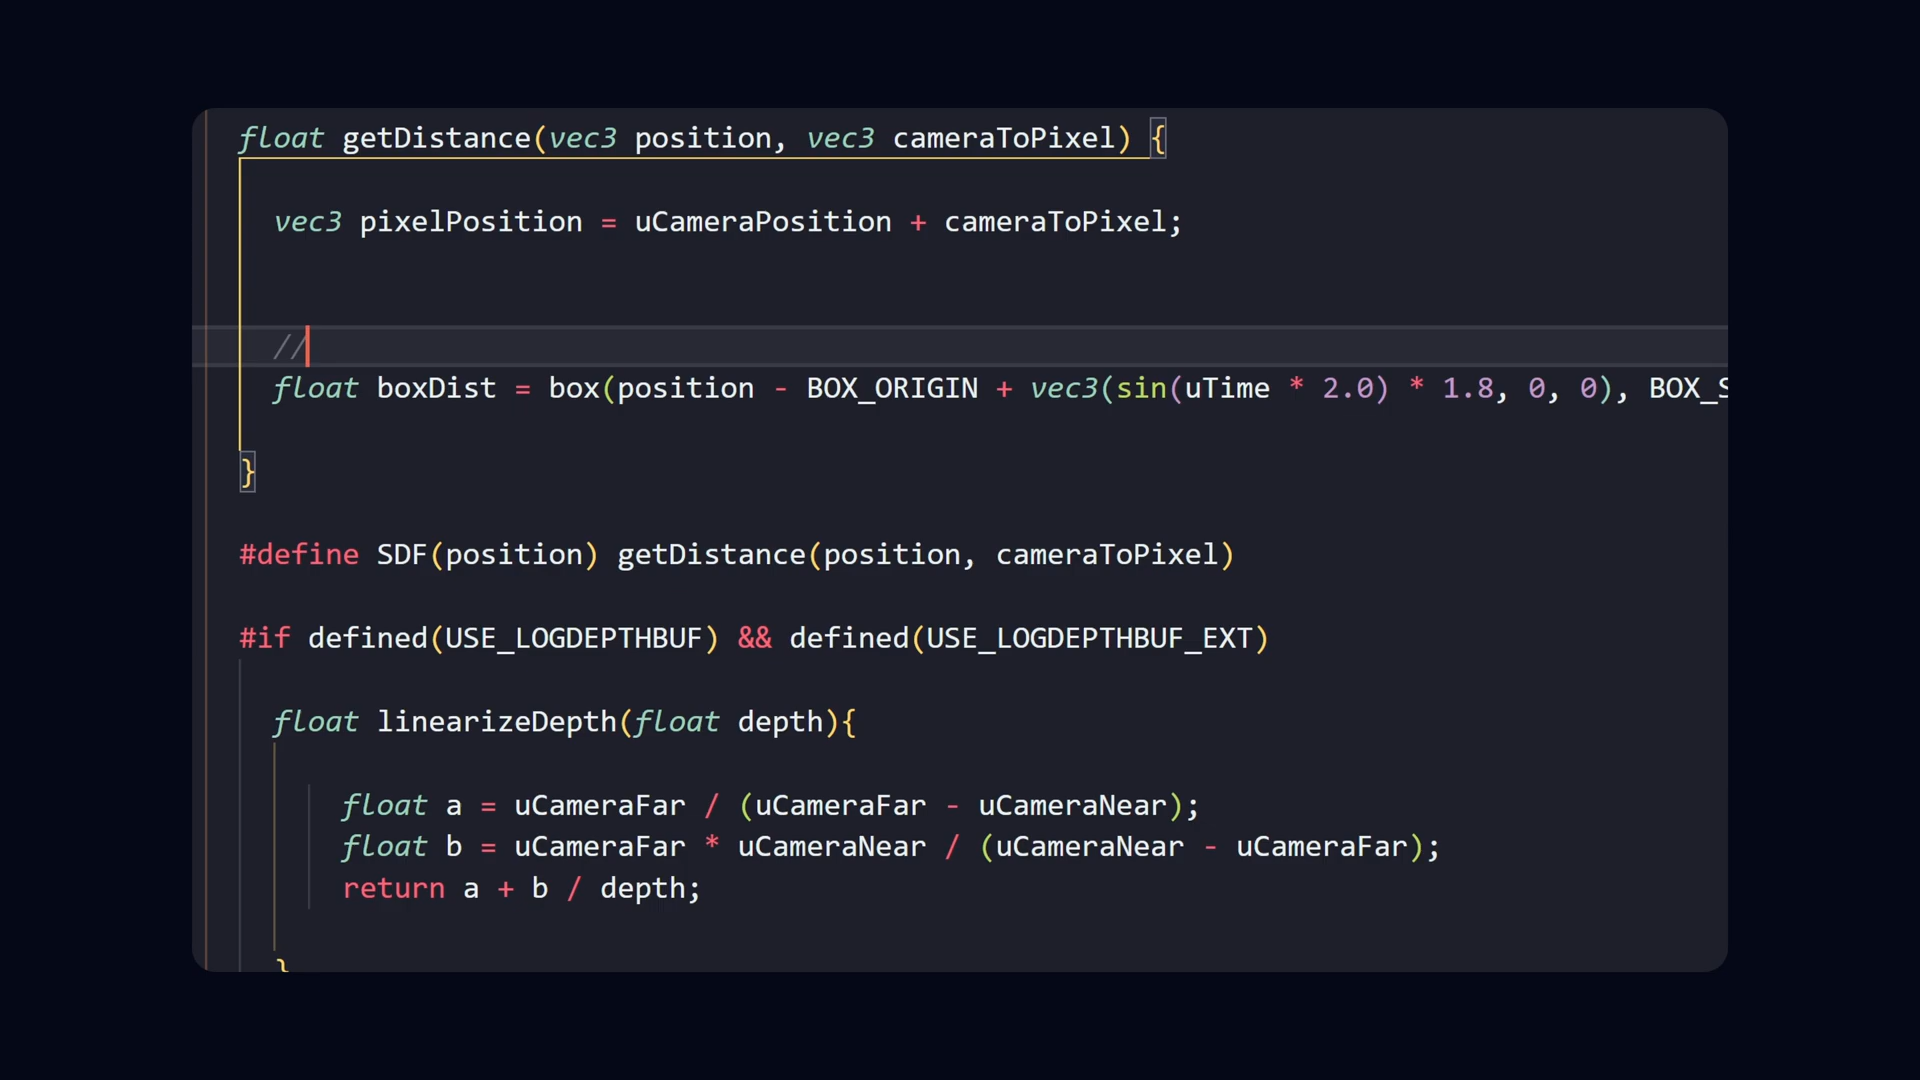 float getDistance(vec3 position, vec3 cameraToPixel) {
vec3 pixelPosition = uCameraPosition + cameraToPixel;
//
float boxDist = box(position - BOX_ORIGIN + vec3(sin(uTime * 2.0) * 1.8, 0, 0), BOX_S
}
#define SDF(position) getDistance(position, cameraToPixel)
#if defined(USE_LOGDEPTHBUF) && defined(USE_LOGDEPTHBUF_EXT)
float linearizeDepth(float depth){
float a = uCameraFar / (uCameraFar - uCameraNear);
float b = uCameraFar * uCameraNear / (uCameraNear - uCameraFar);
return a + b / depth;
}